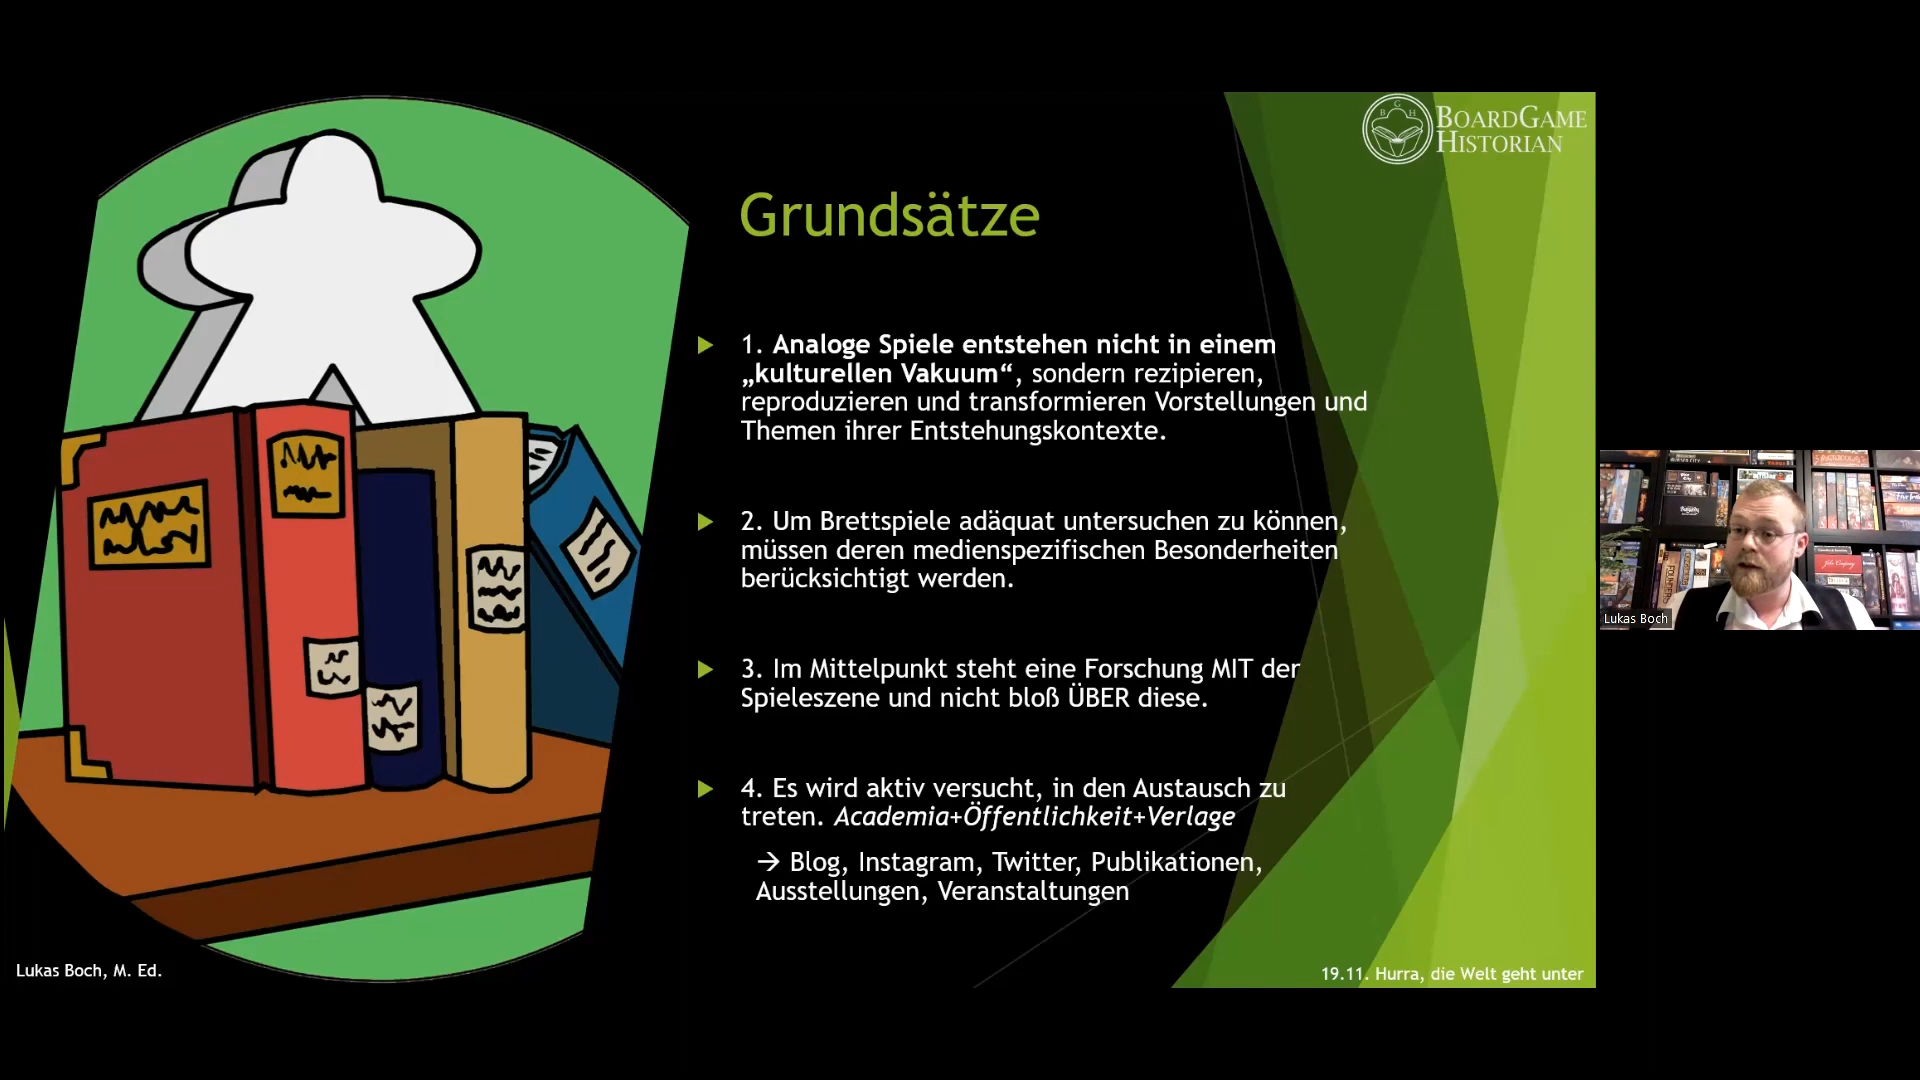 BOARDGAME
HISTORIAN
B G H
Grundsätze
1. Analoge Spiele entstehen nicht in einem
„kulturellen Vakuum“, sondern rezipieren,
reproduzieren und transformieren Vorstellungen und
Themen ihrer Entstehungskontexte.
2. Um Brettspiele adäquat untersuchen zu können,
müssen deren medienspezifischen Besonderheiten
berücksichtigt werden.
3. Im Mittelpunkt steht eine Forschung MIT der
Spieleszene und nicht bloß ÜBER diese.
4. Es wird aktiv versucht, in den Austausch zu
treten. Academia+Öffentlichkeit+Verlage
→ Blog, Instagram, Twitter, Publikationen,
Ausstellungen, Veranstaltungen
Lukas Boch, M. Ed.
19.11. Hurra, die Welt geht unter
John Company
Lukas Boch